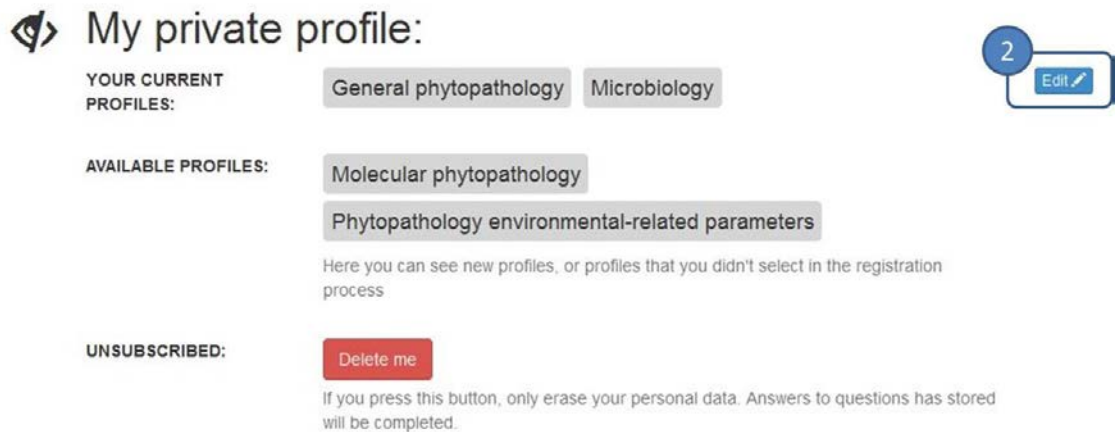 My private profile:
2
YOUR CURRENT
PROFILES:
General phytopathology Microbiology
Edit
AVAILABLE PROFILES:
Molecular phytopathology
Phytopathology environmental-related parameters
Here you can see new profiles, or profiles that you didn't select in the registration
process
UNSUBSCRIBED:
Delete me
If you press this button, only erase your personal data. Answers to questions has stored
will be completed.